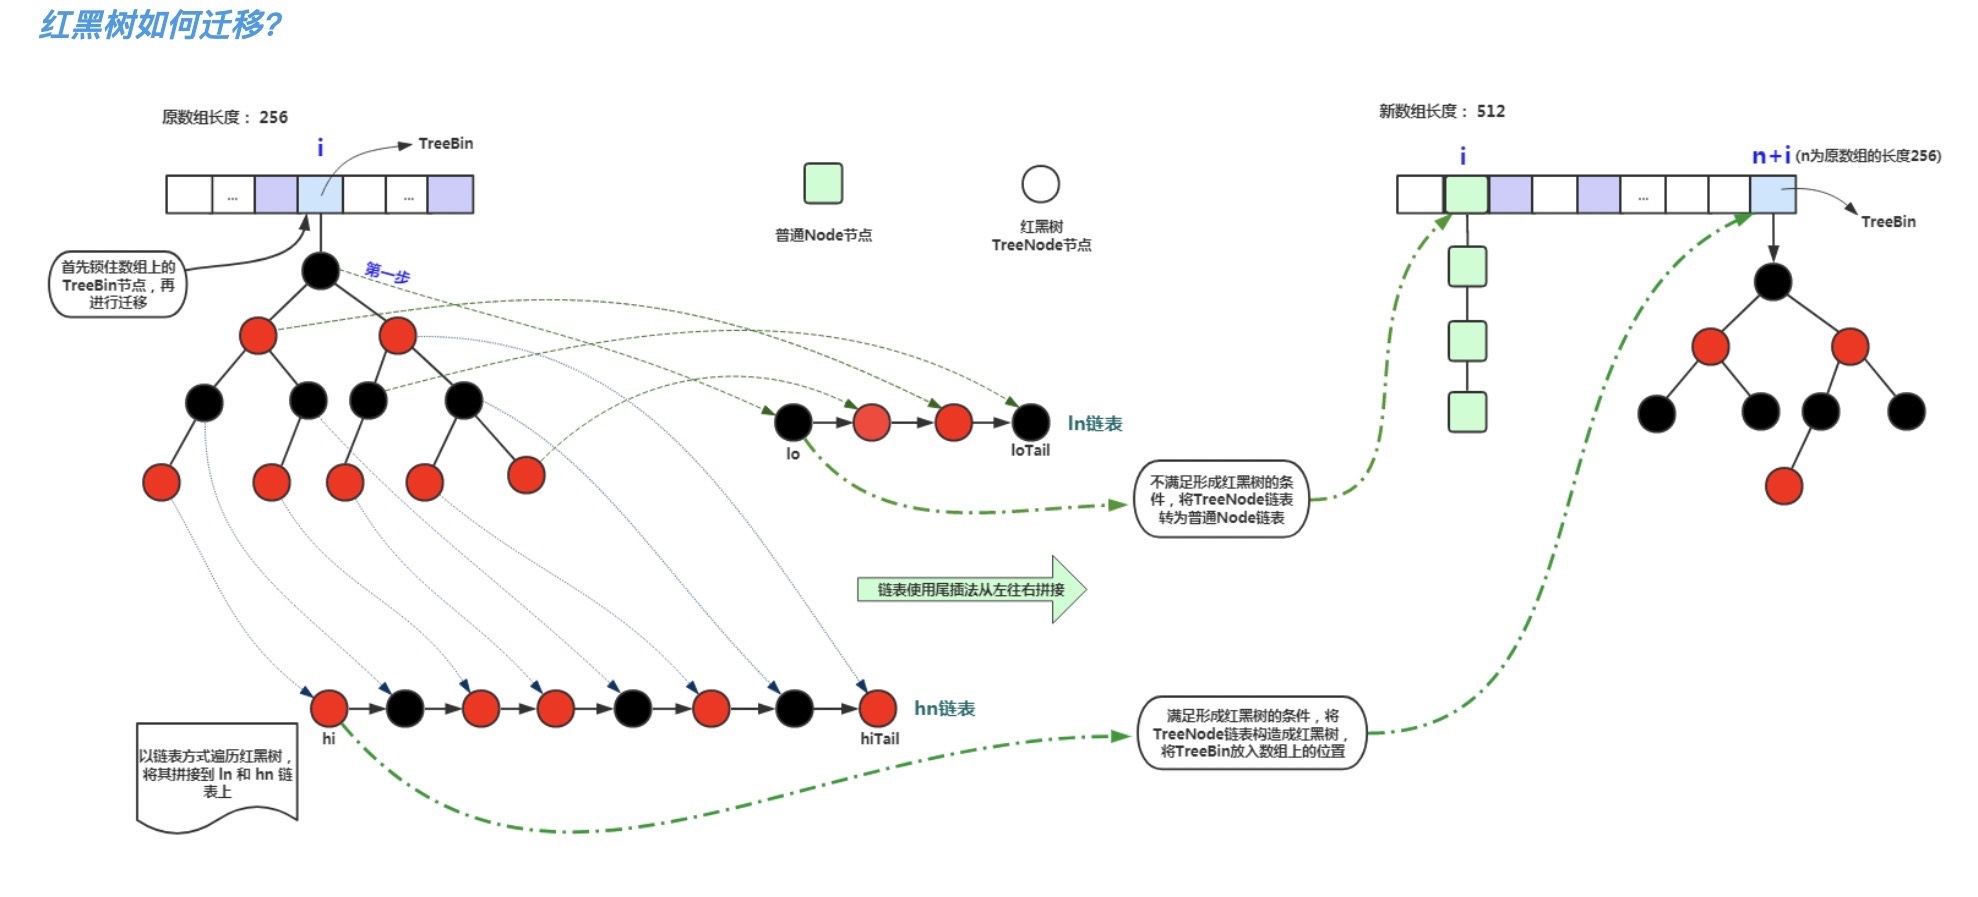 红黑树如何迁移?
原数组长度： 256
i
TreeBin
...
...
首先锁住数组上的
TreeBin节点，再
进行迁移
第一步
普通Node节点
红黑树
TreeNode节点
新数组长度： 512
i
n+i (n为原数组的长度256)
...
TreeBin
lo
loTail
ln链表
不满足形成红黑树的条
件，将TreeNode链表
转为普通Node链表
链表使用尾插法从左往右拼接
hi
hiTail
hn链表
满足形成红黑树的条件，将
TreeNode链表构造成红黑树，
将TreeBin放入数组上的位置
以链表方式遍历红黑树，
将其拼接到 ln 和 hn 链
表上